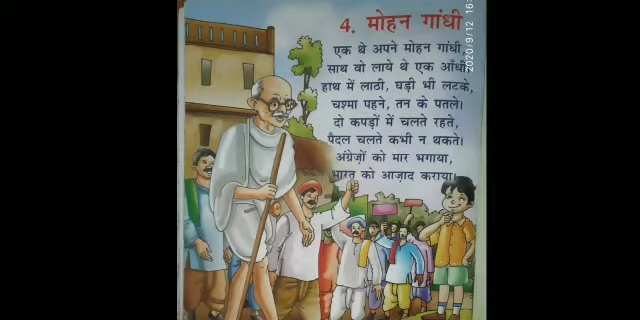 4. मोहन गांधी
एक थे अपने मोहन गांधी
साथ वो लाये थे एक आँधी
हाथ में लाठी, घड़ी भी लटके,
चश्मा पहने, तन के पतले।
दो कपड़ों में चलते रहते,
पैदल चलते कभी न थकते।
अंग्रेज़ों को मार भगाया,
भारत को आज़ाद कराया।
2020/9/12 16: